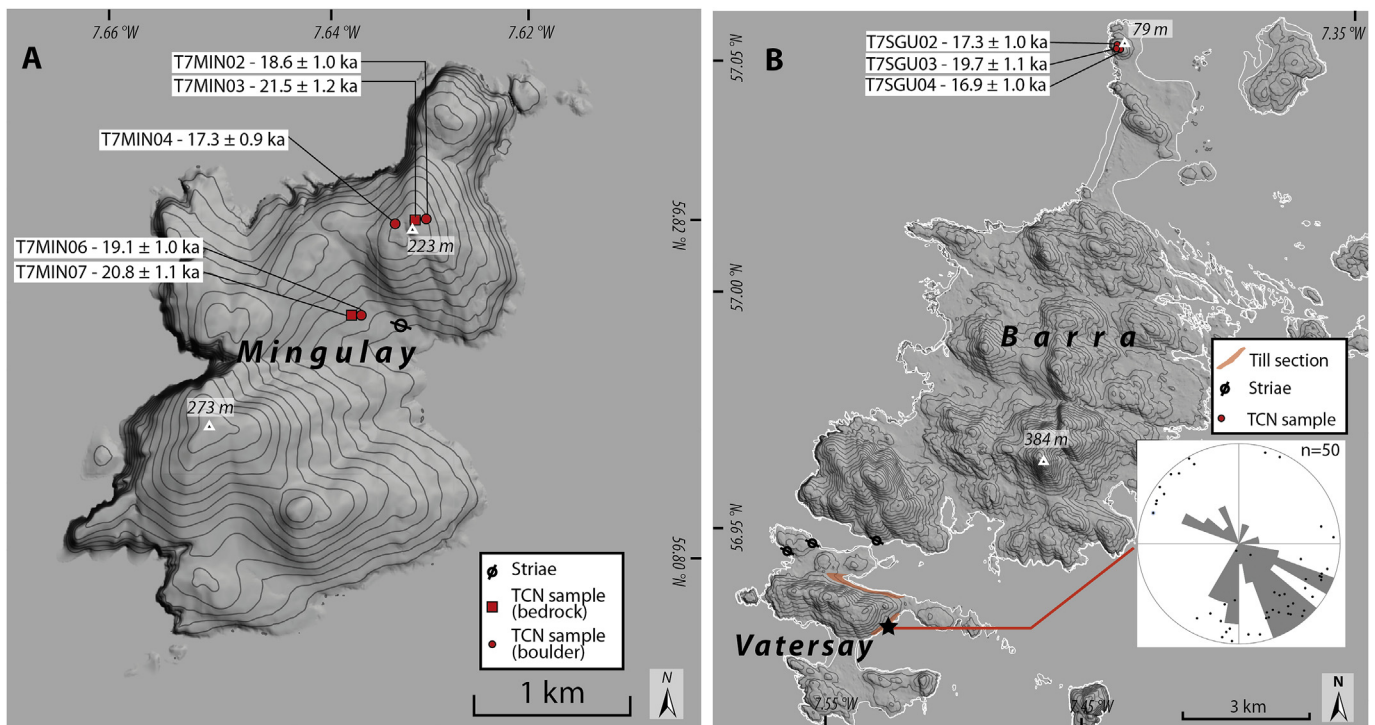 7.66 °W
7.64 °W
7.62 °W
A
T7MIN02 - 18.6 ± 1.0 ka
T7MIN03 - 21.5 ± 1.2 ka
T7MIN04 - 17.3 ± 0.9 ka
56.82 °N
223 m
T7MIN06 - 19.1 ± 1.0 ka
T7MIN07 - 20.8 ± 1.1 ka
Mingulay
273 m
56.80 °N
Striae
TCN sample
(bedrock)
TCN sample
(boulder)
1 km
N
B
79 m
7.35 °W
T7SGU02 - 17.3 ± 1.0 ka
T7SGU03 - 19.7 ± 1.1 ka
T7SGU04 - 16.9 ± 1.0 ka
57.05 °N
57.00 °N
Barra
Till section
Striae
TCN sample
384 m
n=50
56.95 °N
Vatersay
7.55 °W
7.45 °W
3 km
N